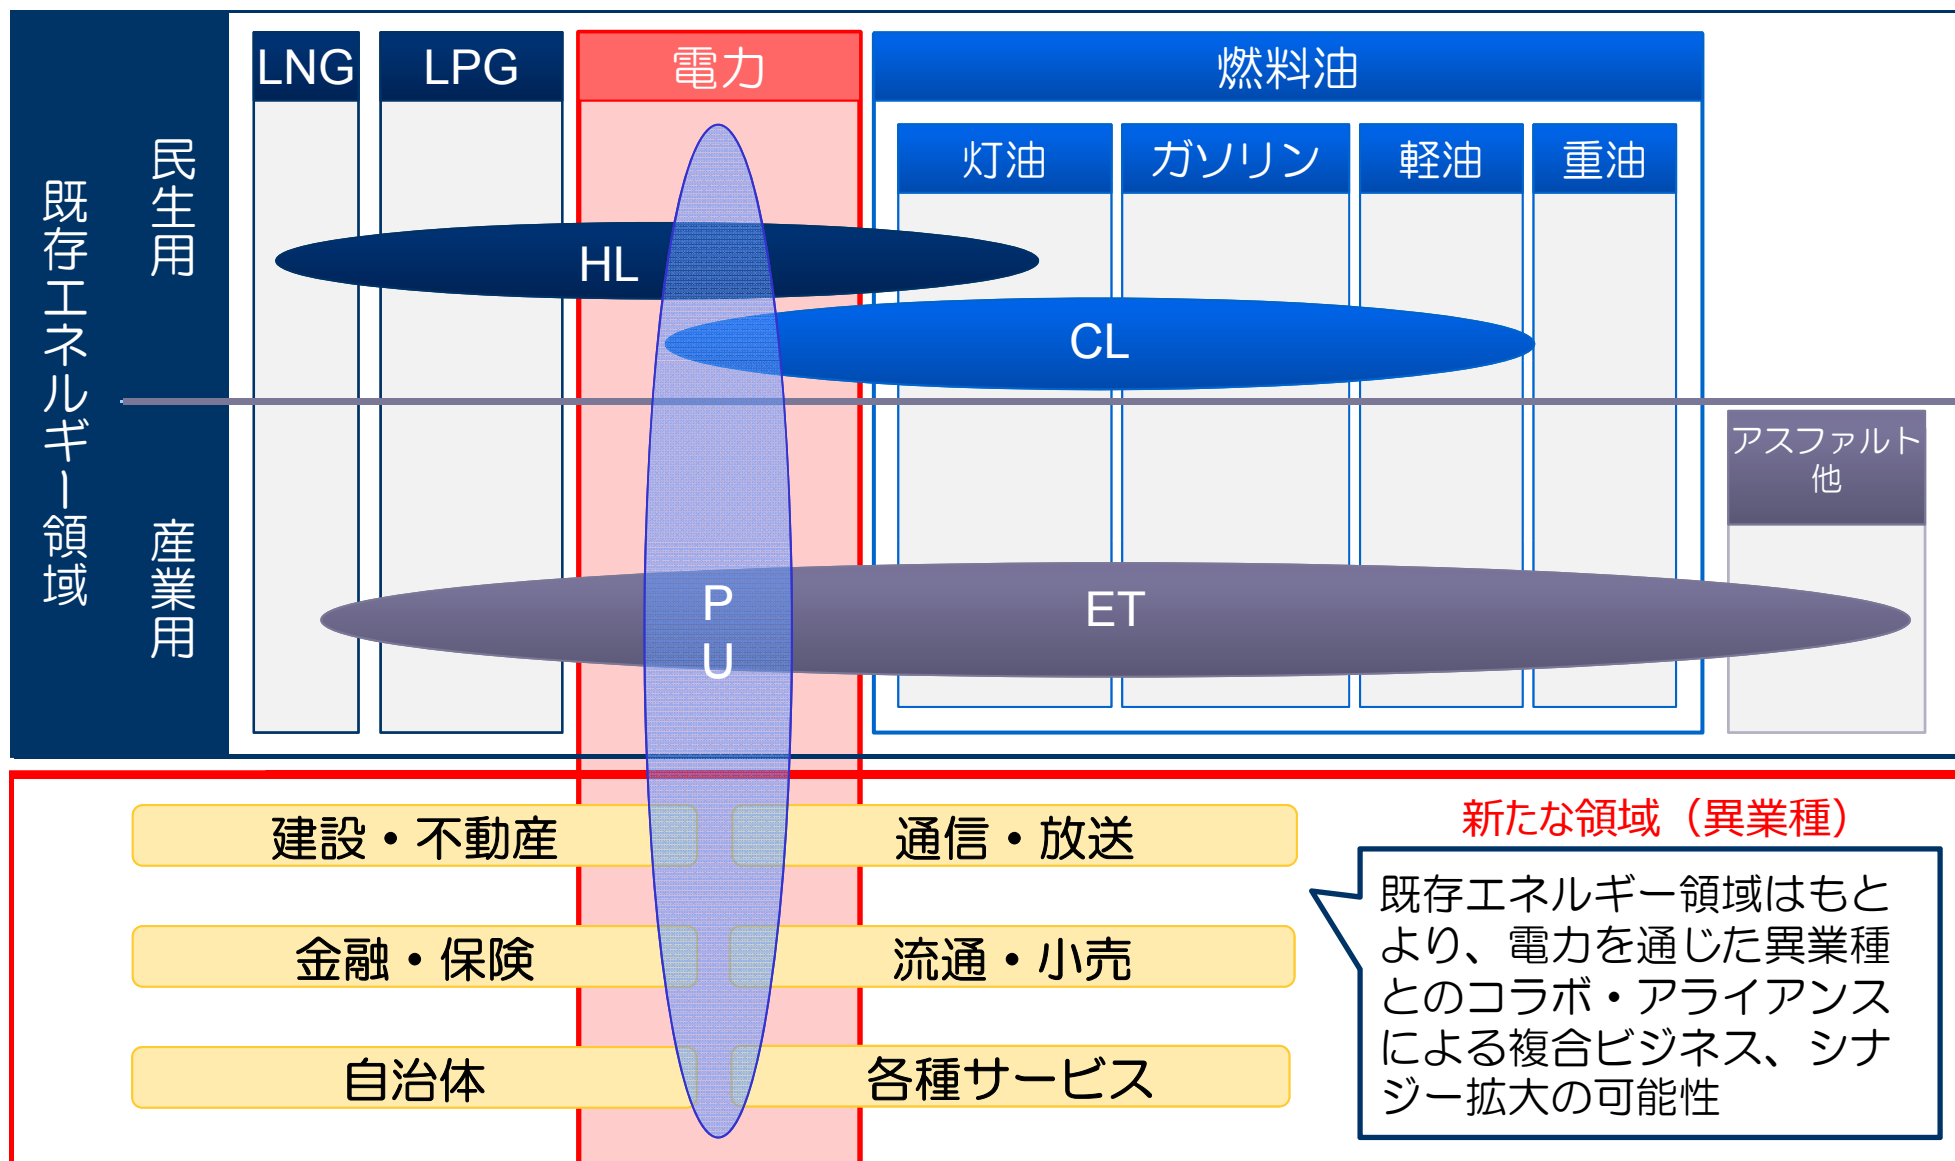 既存エネルギー領域
民生用
産業用
LNG
LPG
電力
燃料油
灯油
ガソリン
軽油
重油
HL
CL
アスファルト
他
P
U
ET
新たな領域（異業種）
建設・不動産
通信・放送
金融・保険
流通・小売
自治体
各種サービス
既存エネルギー領域はもと
より、電力を通じた異業種
とのコラボ・アライアンス
による複合ビジネス、シナ
ジー拡大の可能性